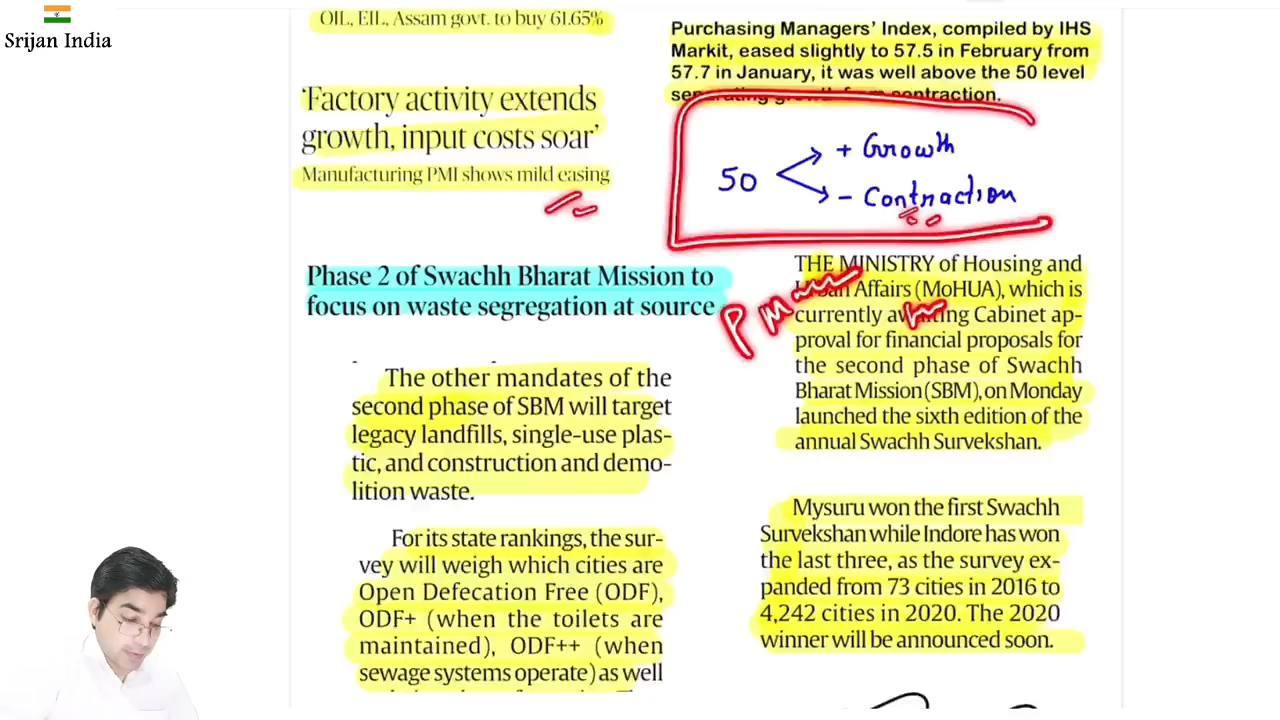 Srijan India
OIL, EIL, Assam govt. to buy 61.65%
'Factory activity extends
growth, input costs soar'
Manufacturing PMI shows mild easing
Purchasing Managers' Index, compiled by IHS
Markit, eased slightly to 57.5 in February from
57.7 in January, it was well above the 50 level
separating growth from contraction.
50
+ Growth
- Contraction
Phase 2 of Swachh Bharat Mission to
focus on waste segregation at source
PM
The other mandates of the
second phase of SBM will target
legacy landfills, single-use plas-
tic, and construction and demo-
lition waste.
For its state rankings, the sur-
vey will weigh which cities are
Open Defecation Free (ODF),
ODF+ (when the toilets are
maintained), ODF++ (when
sewage systems operate) as well
THE MINISTRY of Housing and
Urban Affairs (MoHUA), which is
currently awaiting Cabinet ap-
proval for financial proposals for
the second phase of Swachh
Bharat Mission (SBM), on Monday
launched the sixth edition of the
annual Swachh Survekshan.
Mysuru won the first Swachh
Survekshan while Indore has won
the last three, as the survey ex-
panded from 73 cities in 2016 to
4,242 cities in 2020. The 2020
winner will be announced soon.